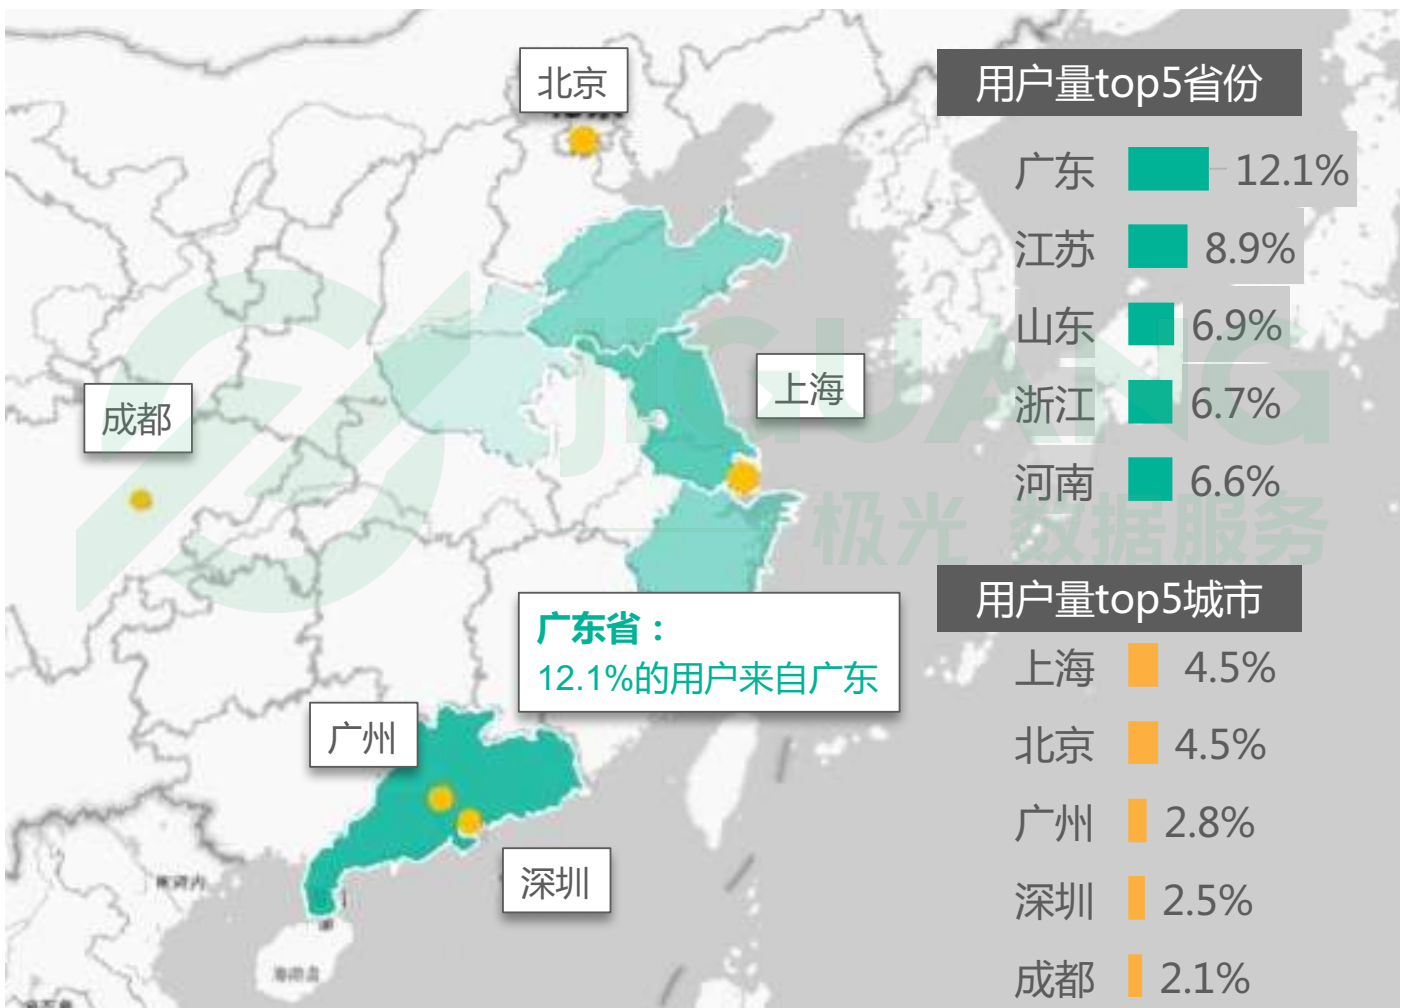 北京
用户量top5省份
广东 12.1%
江苏 8.9%
山东 6.9%
浙江 6.7%
河南 6.6%
上海
成都
JIGUANG
极光 数据服务
用户量top5城市
上海 4.5%
北京 4.5%
广州 2.8%
深圳 2.5%
成都 2.1%
广东省：
12.1%的用户来自广东
广州
深圳